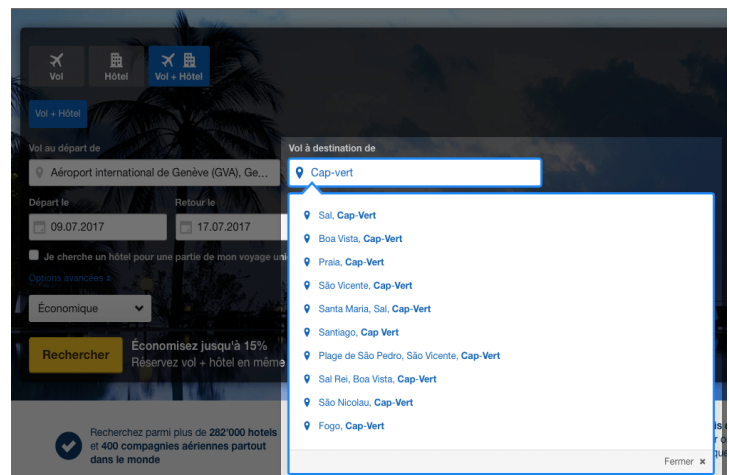 Vol
Hôtel
Vol + Hôtel
Vol + Hôtel
Vol au départ de
Vol à destination de
Aéroport international de Genève (GVA), Ge...
Cap-vert
Départ le
Retour le
09.07.2017
17.07.2017
Je cherche un hôtel pour une partie de mon voyage uni
Options avancées
Économique
Rechercher
Économisez jusqu'à 15%
Réservez vol + hôtel en même
Sal, Cap-Vert
Boa Vista, Cap-Vert
Praia, Cap-Vert
São Vicente, Cap-Vert
Santa Maria, Sal, Cap-Vert
Santiago, Cap Vert
Plage de São Pedro, São Vicente, Cap-Vert
Sal Rei, Boa Vista, Cap-Vert
São Nicolau, Cap-Vert
Fogo, Cap-Vert
Fermer ×
Recherchez parmi plus de 282'000 hotels
et 400 compagnies aériennes partout
dans le monde